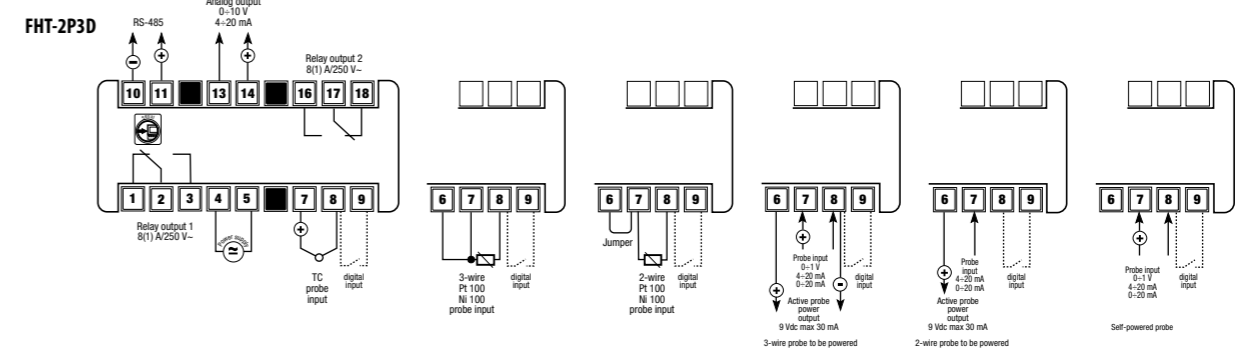 FHT-2P3D
RS-485
Analog output
0÷10 V
4÷20 mA
Relay output 2
8(1) A/250 V~
10 11 13 14 16 17 18
1 2 3 4 5 7 8 9
Relay output 1
8(1) A/250 V~
Power supply
TC
probe
input
digital
input
6 7 8 9
3-wire
Pt 100
Ni 100
probe input
digital
input
6 7 8 9
Jumper
2-wire
Pt 100
Ni 100
probe input
digital
input
6 7 8 9
Probe input
0÷1 V
4÷20 mA
0÷20 mA
Active probe
power
output
9 Vdc max 30 mA
digital
input
3-wire probe to be powered
6 7 8 9
Probe
input
4÷20 mA
0÷20 mA
Active probe
power
output
9 Vdc max 30 mA
digital
input
2-wire probe to be powered
6 7 8 9
Probe input
0÷1 V
4÷20 mA
0÷20 mA
digital
input
Self-powered probe